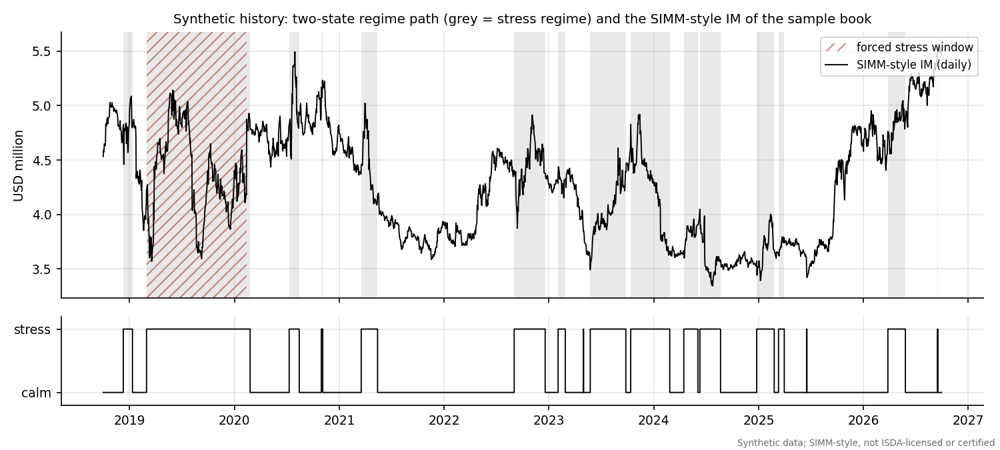 Synthetic history: two-state regime path (grey = stress regime) and the SIMM-style IM of the sample book
USD million
5.5
5.0
4.5
4.0
3.5
forced stress window
SIMM-style IM (daily)
stress
calm
2019 2020 2021 2022 2023 2024 2025 2026 2027
Synthetic data; SIMM-style, not ISDA-licensed or certified